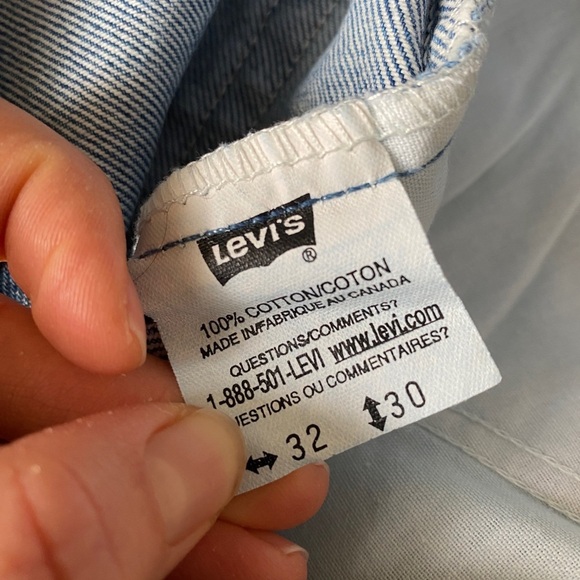 Levi's ®
100% COTTON/COTON
MADE IN/FABRIQUE AU CANADA
QUESTIONS/COMMENTS?
1-888-501-LEVI www.levi.com
UESTIONS OU COMMENTAIRES?
↔ 32 ↕ 30